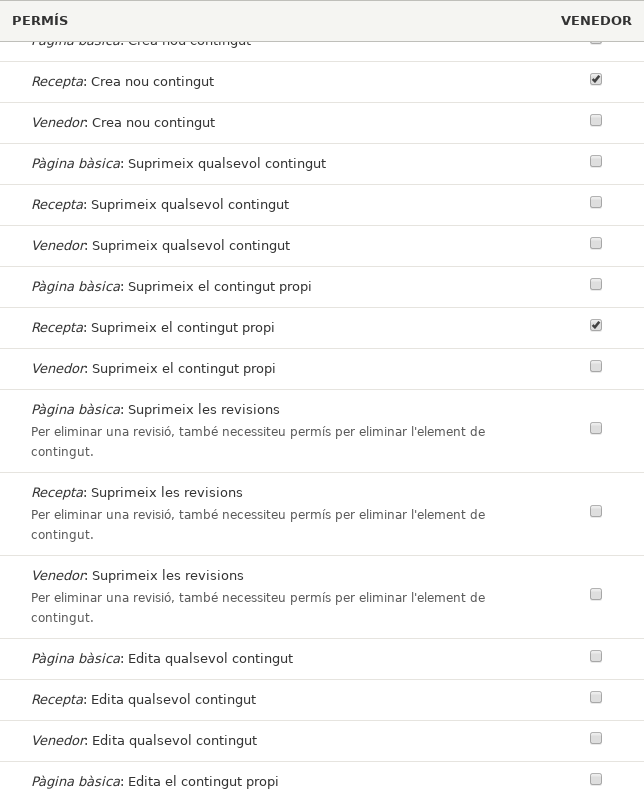 PERMÍS VENEDOR
Pàgina bàsica: Crea nou contingut
Recepta: Crea nou contingut
Venedor: Crea nou contingut
Pàgina bàsica: Suprimeix qualsevol contingut
Recepta: Suprimeix qualsevol contingut
Venedor: Suprimeix qualsevol contingut
Pàgina bàsica: Suprimeix el contingut propi
Recepta: Suprimeix el contingut propi
Venedor: Suprimeix el contingut propi
Pàgina bàsica: Suprimeix les revisions
Per eliminar una revisió, també necessiteu permís per eliminar l'element de
contingut.
Recepta: Suprimeix les revisions
Per eliminar una revisió, també necessiteu permís per eliminar l'element de
contingut.
Venedor: Suprimeix les revisions
Per eliminar una revisió, també necessiteu permís per eliminar l'element de
contingut.
Pàgina bàsica: Edita qualsevol contingut
Recepta: Edita qualsevol contingut
Venedor: Edita qualsevol contingut
Pàgina bàsica: Edita el contingut propi